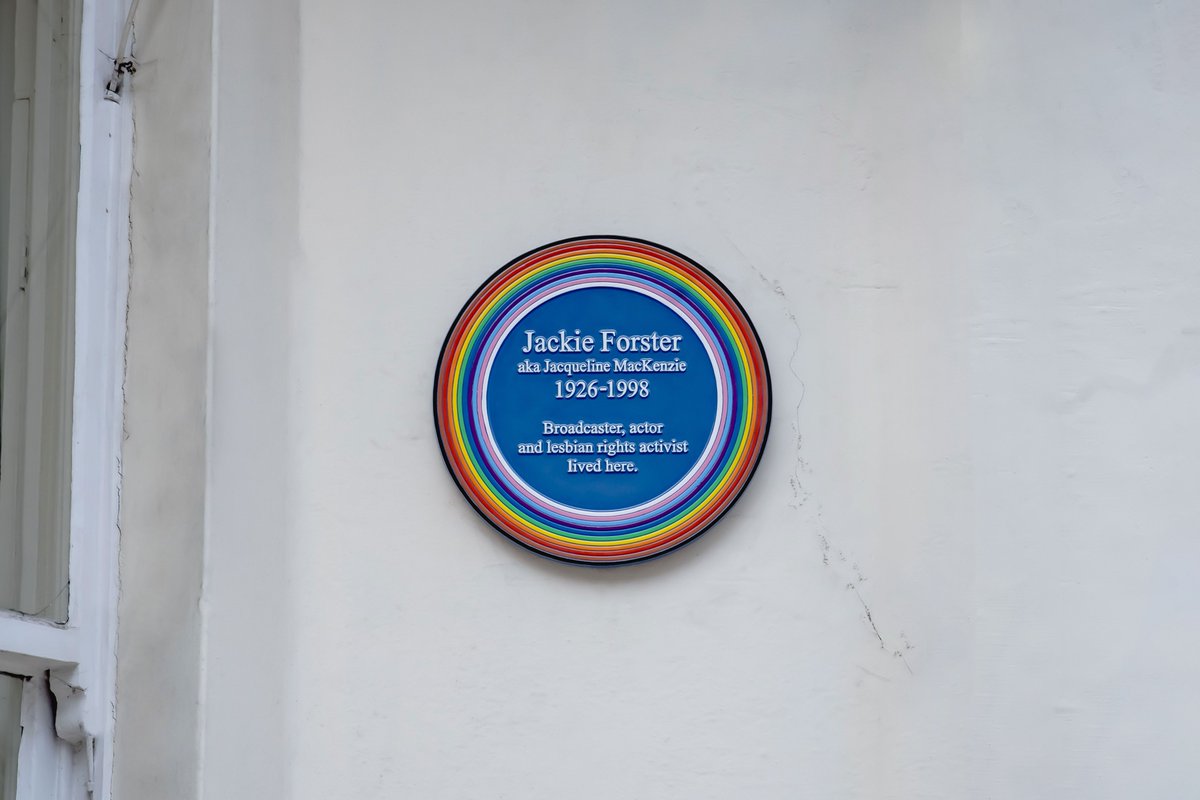 Jackie Forster
aka Jacqueline MacKenzie
1926-1998
Broadcaster, actor
and lesbian rights activist
lived here.